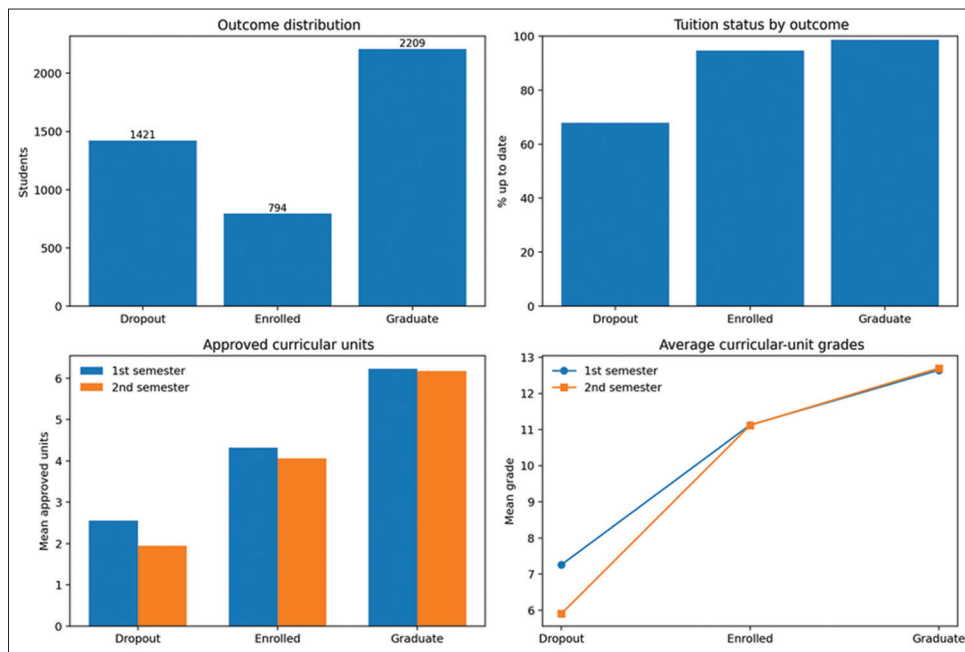 Outcome distribution
Students
2000
1500
1000
500
0
1421
794
2209
Dropout
Enrolled
Graduate
Tuition status by outcome
% up to date
100
80
60
40
20
0
Dropout
Enrolled
Graduate
Approved curricular units
Mean approved units
6
5
4
3
2
1
0
1st semester
2nd semester
Dropout
Enrolled
Graduate
Average curricular-unit grades
Mean grade
13
12
11
10
9
8
7
6
1st semester
2nd semester
Dropout
Enrolled
Graduate